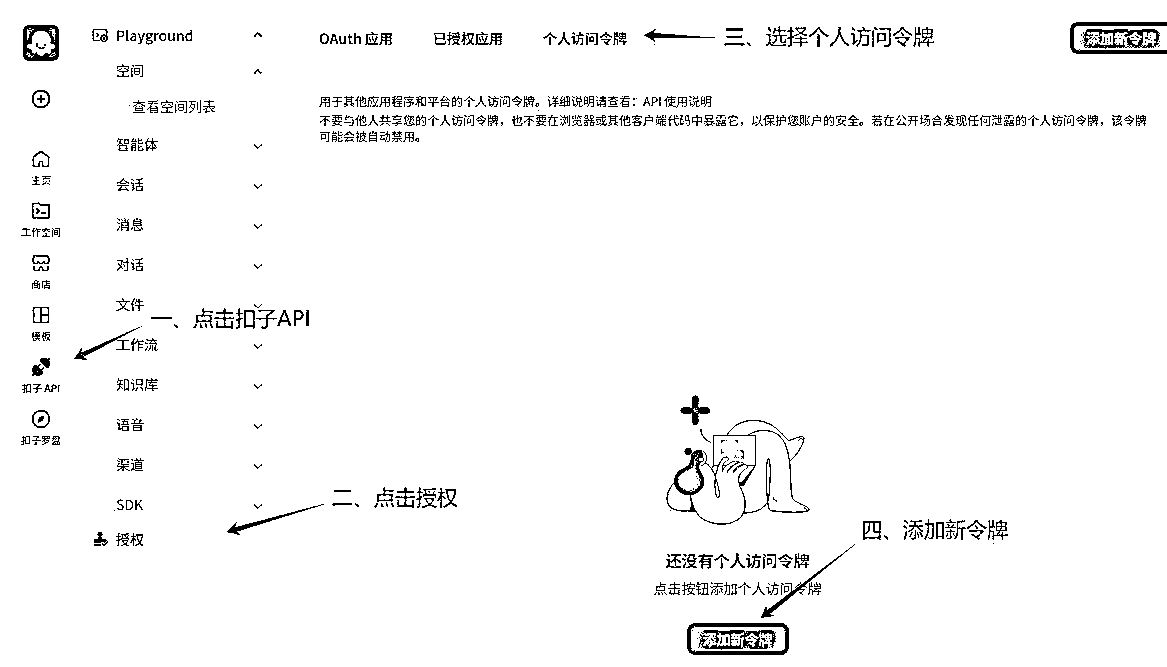 主页
工作空间
商店
模板
扣子 API
扣子罗盘
Playground
空间
查看空间列表
智能体
会话
消息
对话
文件
工作流
知识库
语音
渠道
SDK
授权
OAuth 应用
已授权应用
个人访问令牌
三、选择个人访问令牌
添加新令牌
用于其他应用程序和平台的个人访问令牌。详细说明请查看：API 使用说明
不要与他人共享您的个人访问令牌，也不要在浏览器或其他客户端代码中暴露它，以保护您账户的安全。若在公开场合发现任何泄露的个人访问令牌，该令牌
可能会被自动禁用。
一、点击扣子API
二、点击授权
四、添加新令牌
还没有个人访问令牌
点击按钮添加个人访问令牌
添加新令牌